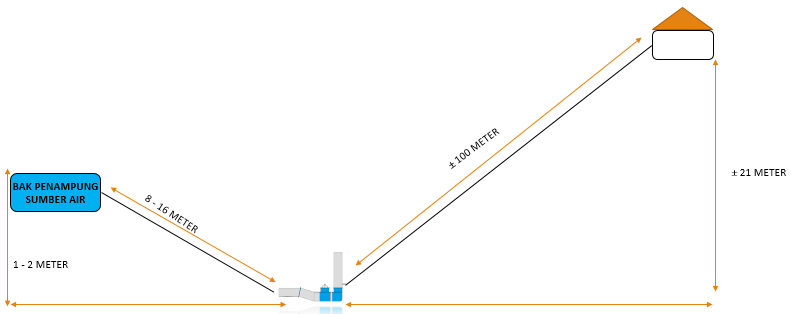 BAK PENAMPUNG
SUMBER AIR
8 - 16 METER
1 - 2 METER
± 100 METER
± 21 METER